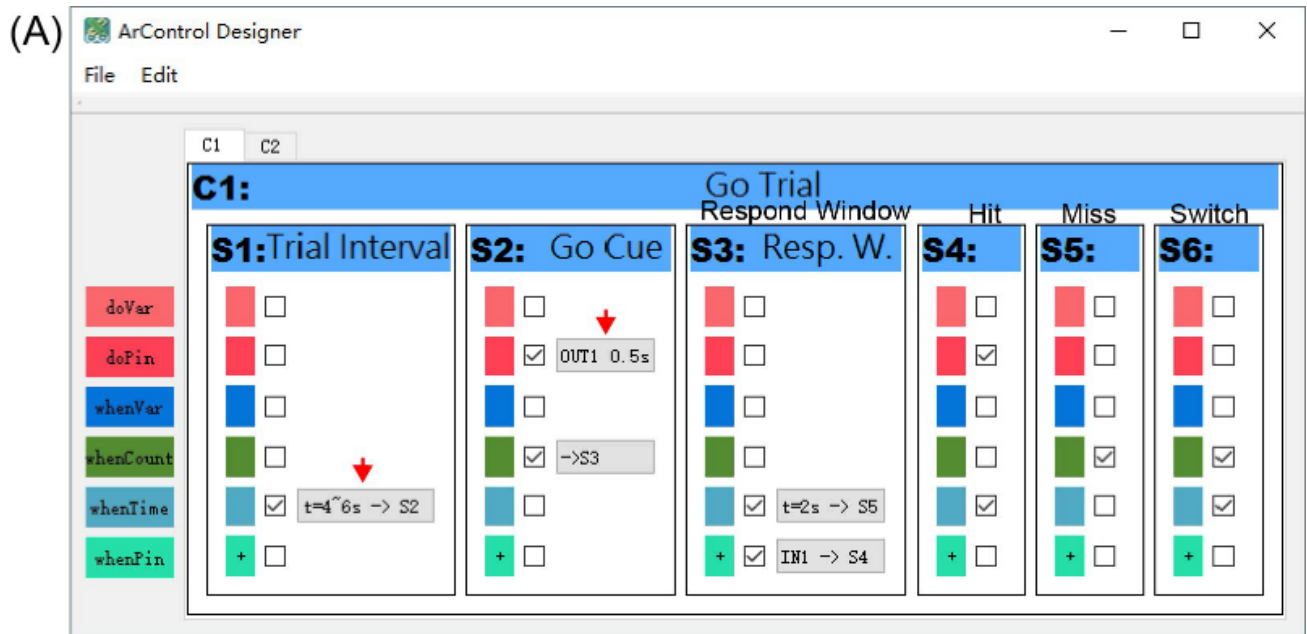 (A)
ArControl Designer
File Edit
C1 C2
C1: Go Trial
Respond Window Hit Miss Switch
S1: Trial Interval S2: Go Cue S3: Resp. W. S4: S5: S6:
doVar
doPin OUT1 0.5s
whenVar
whenCount ->S3
whenTime t=4~6s -> S2 t=2s -> S5
whenPin + + + IN1 -> S4 + + +